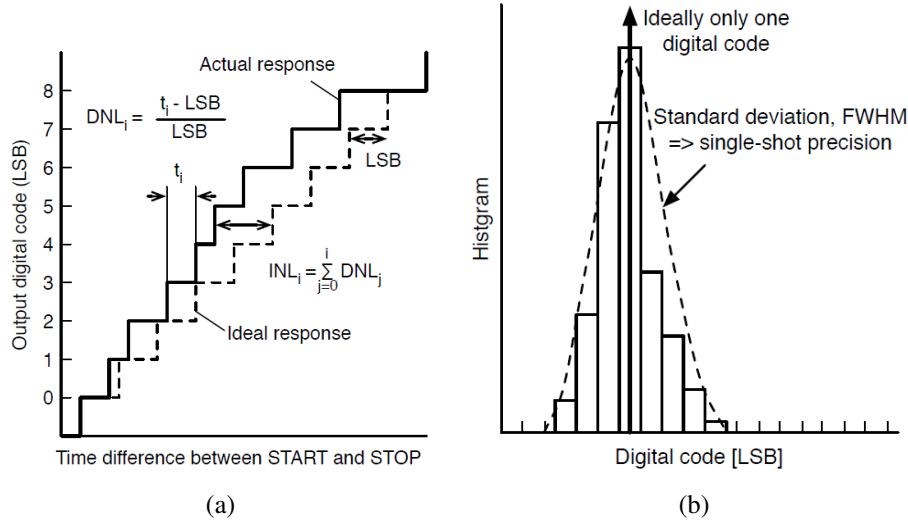 Actual response
DNLi = (ti - LSB) / LSB
ti
LSB
INLi = Σ DNLj
i
j=0
Ideal response
Output digital code (LSB)
8
7
6
5
4
3
2
1
0
Time difference between START and STOP
(a)
Ideally only one
digital code
Standard deviation, FWHM
=> single-shot precision
Histgram
Digital code [LSB]
(b)